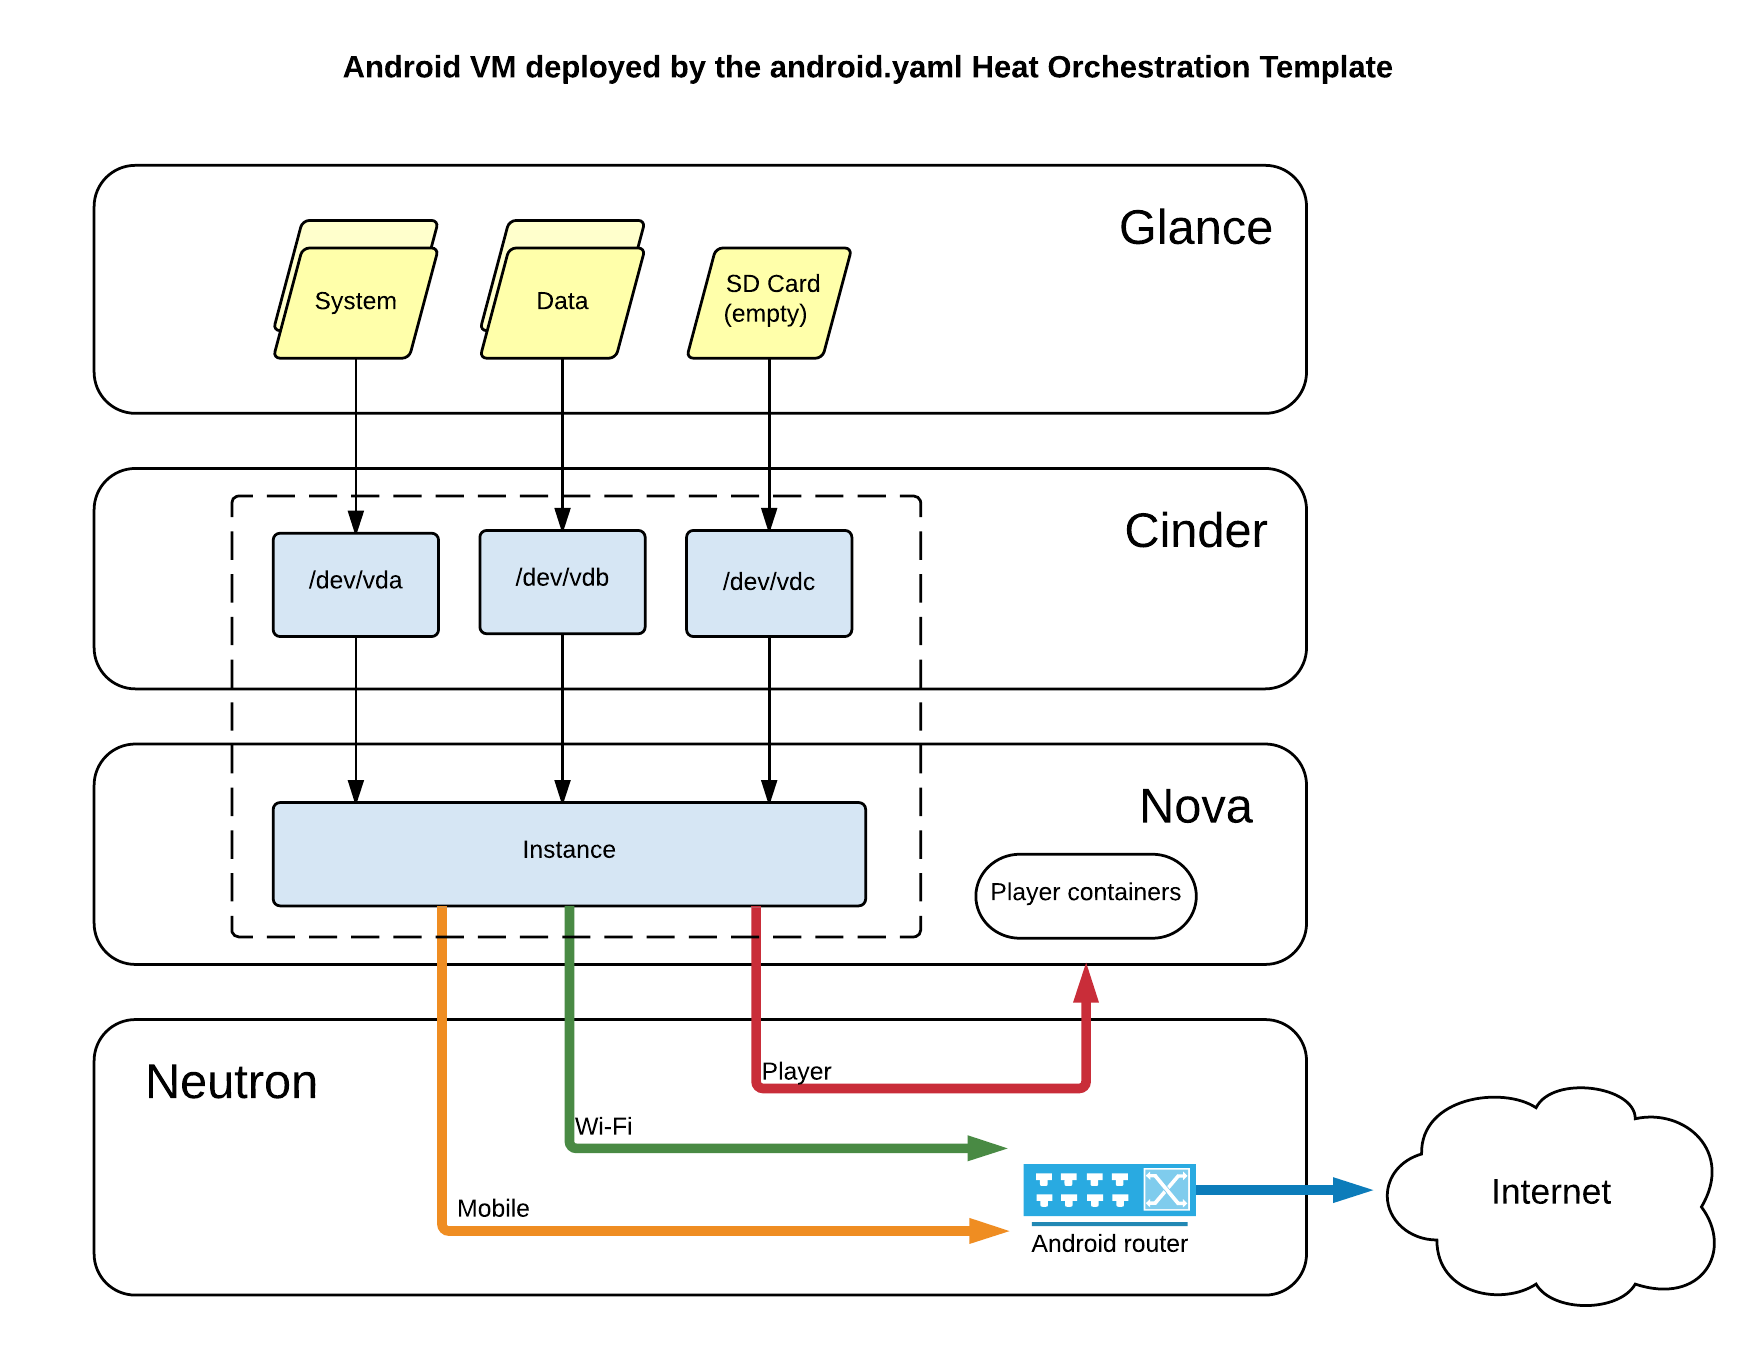 Android VM deployed by the android.yaml Heat Orchestration Template
Glance
System
Data
SD Card
(empty)
Cinder
/dev/vda
/dev/vdb
/dev/vdc
Nova
Instance
Player containers
Neutron
Player
Wi-Fi
Mobile
Android router
Internet